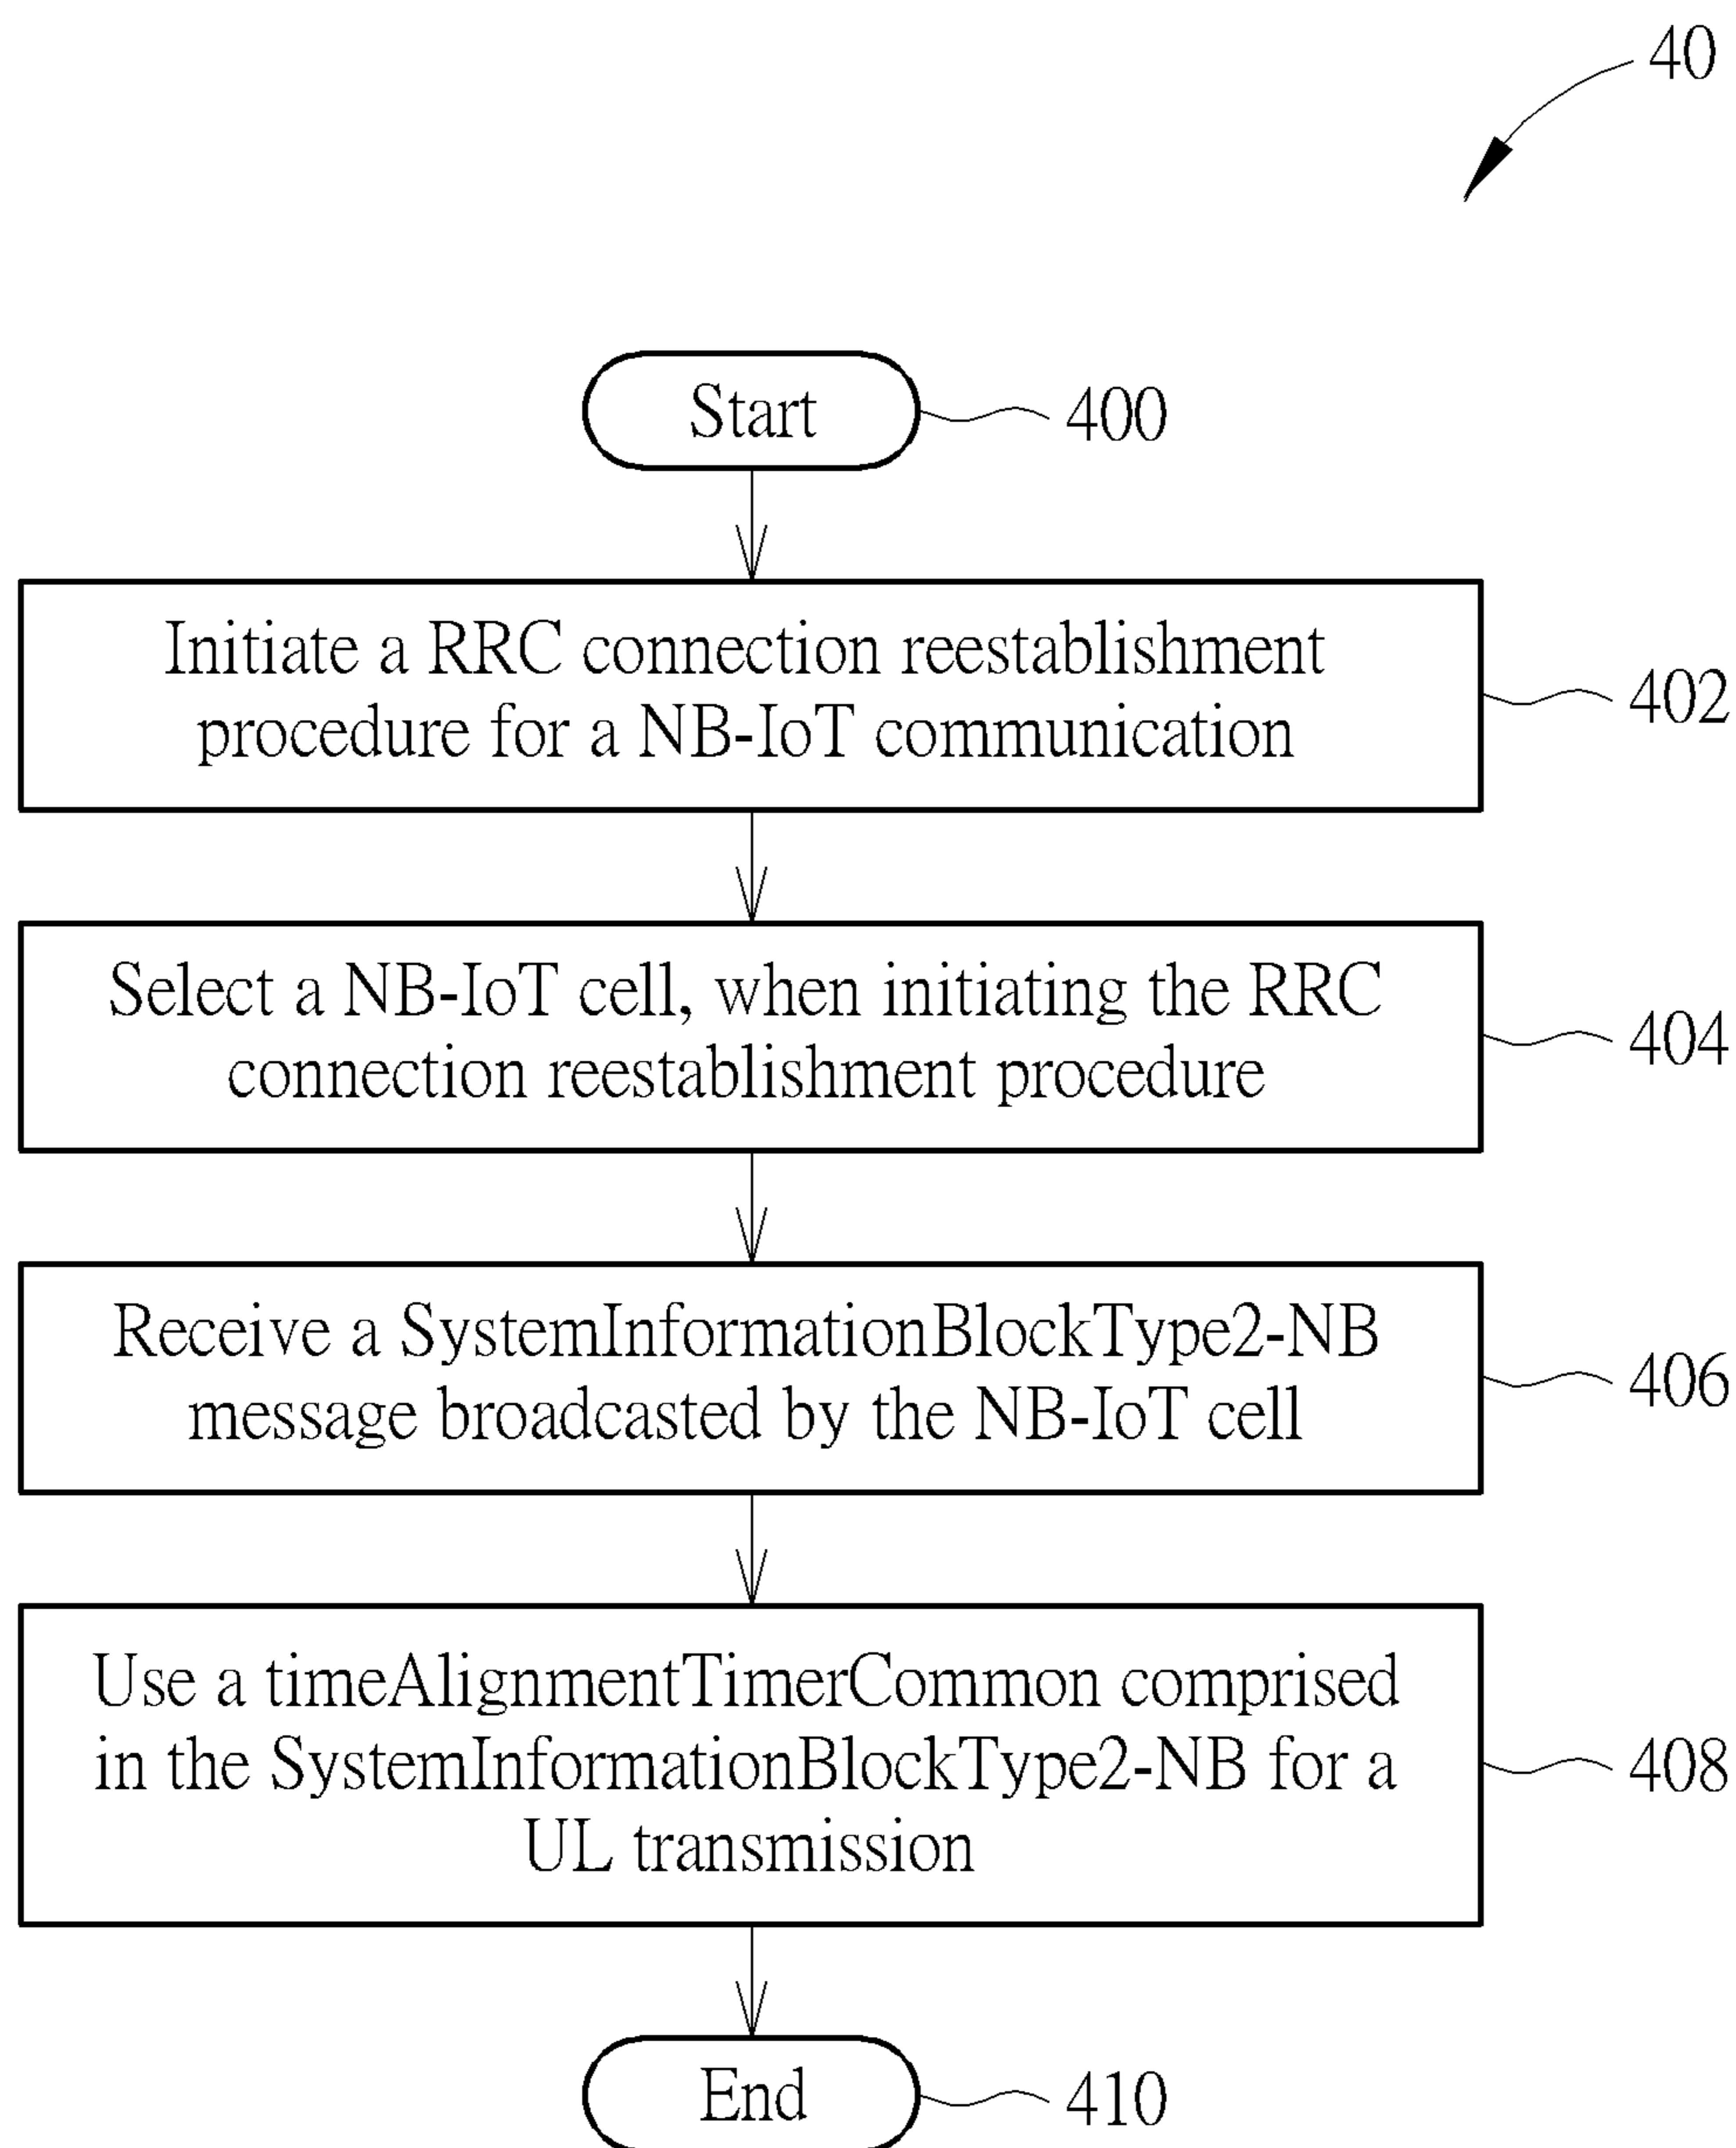 40
Start
400
Initiate a RRC connection reestablishment
procedure for a NB-IoT communication
402
Select a NB-IoT cell, when initiating the RRC
connection reestablishment procedure
404
Receive a SystemInformationBlockType2-NB
message broadcasted by the NB-IoT cell
406
Use a timeAlignmentTimerCommon comprised
in the SystemInformationBlockType2-NB for a
UL transmission
408
End
410